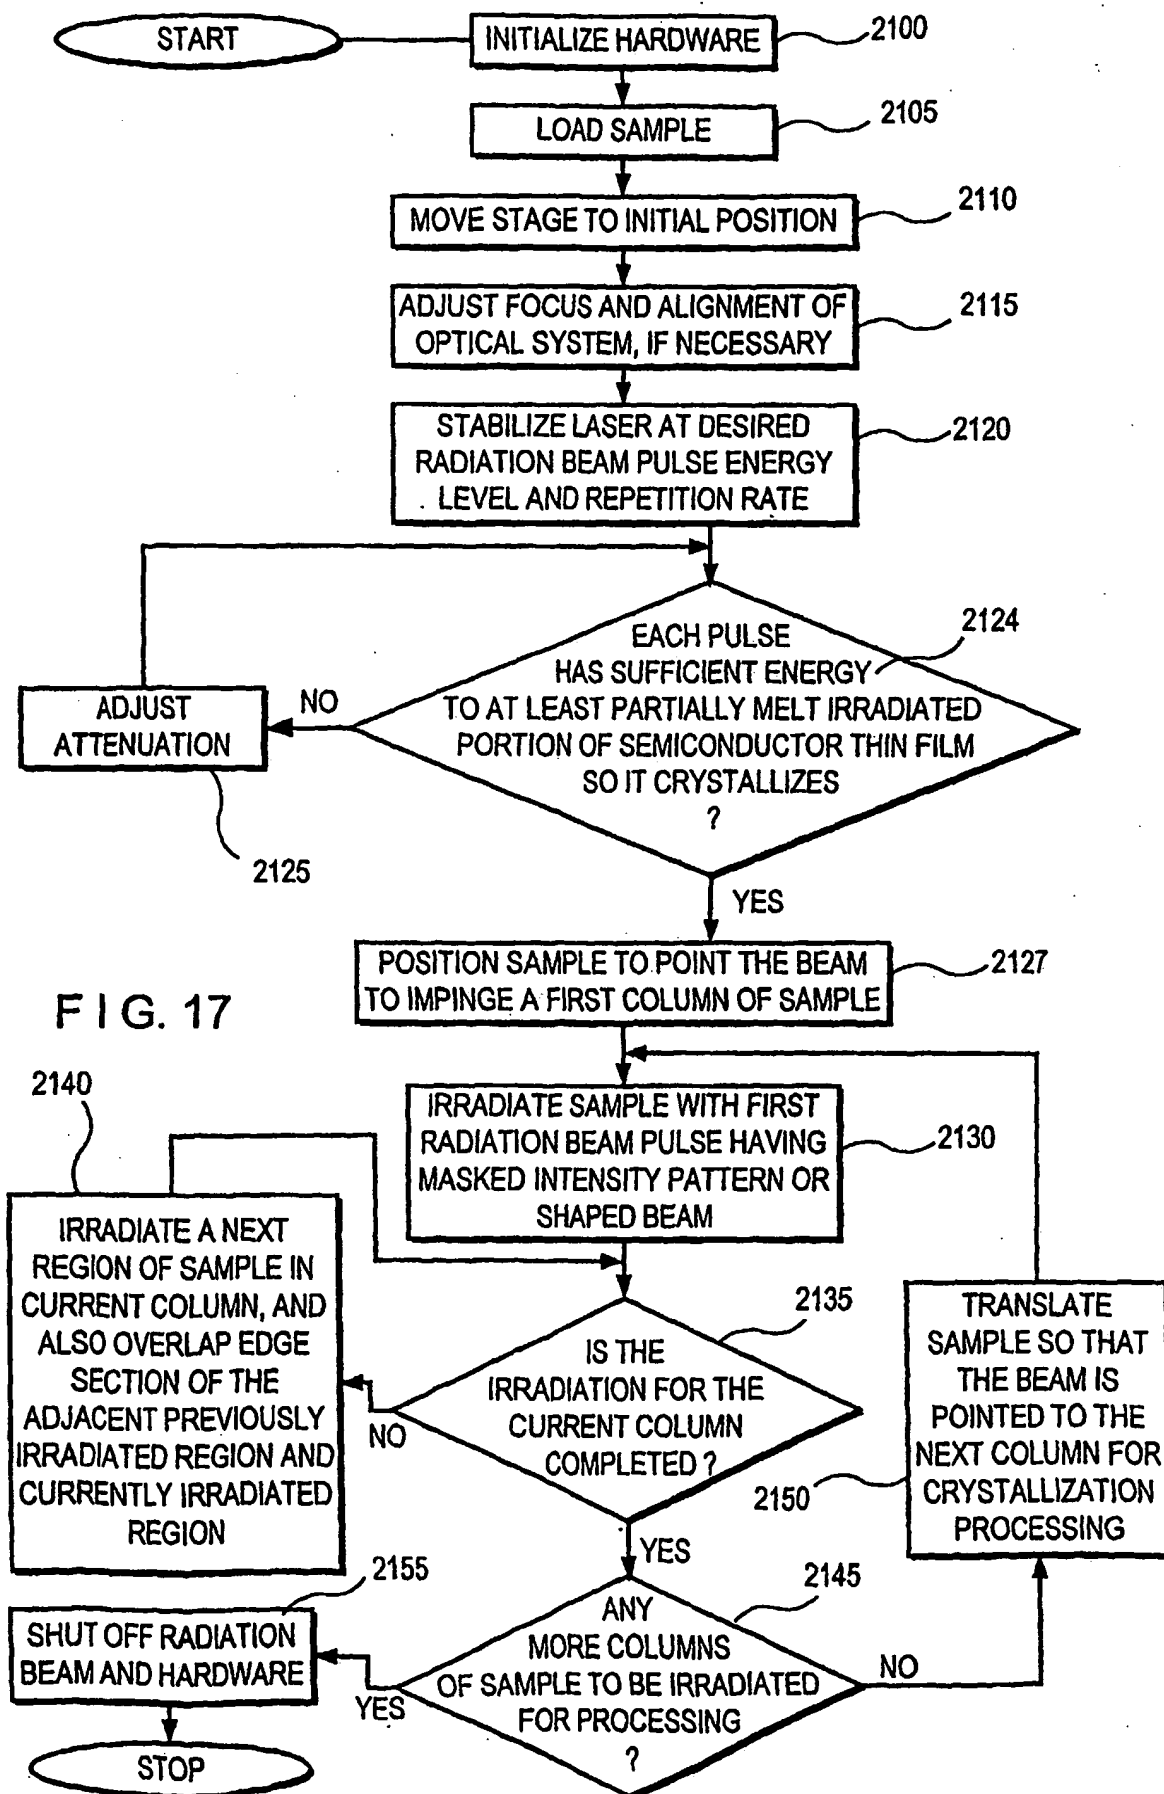 START
INITIALIZE HARDWARE
2100
LOAD SAMPLE
2105
MOVE STAGE TO INITIAL POSITION
2110
ADJUST FOCUS AND ALIGNMENT OF
OPTICAL SYSTEM, IF NECESSARY
2115
STABILIZE LASER AT DESIRED
RADIATION BEAM PULSE ENERGY
LEVEL AND REPETITION RATE
2120
EACH PULSE
HAS SUFFICIENT ENERGY
TO AT LEAST PARTIALLY MELT IRRADIATED
PORTION OF SEMICONDUCTOR THIN FILM
SO IT CRYSTALLIZES
?
2124
NO
ADJUST
ATTENUATION
2125
YES
POSITION SAMPLE TO POINT THE BEAM
TO IMPINGE A FIRST COLUMN OF SAMPLE
2127
FIG. 17
IRRADIATE SAMPLE WITH FIRST
RADIATION BEAM PULSE HAVING
MASKED INTENSITY PATTERN OR
SHAPED BEAM
2130
2140
IRRADIATE A NEXT
REGION OF SAMPLE IN
CURRENT COLUMN, AND
ALSO OVERLAP EDGE
SECTION OF THE
ADJACENT PREVIOUSLY
IRRADIATED REGION AND
CURRENTLY IRRADIATED
REGION
IS THE
IRRADIATION FOR THE
CURRENT COLUMN
COMPLETED ?
2135
NO
YES
TRANSLATE
SAMPLE SO THAT
THE BEAM IS
POINTED TO THE
NEXT COLUMN FOR
CRYSTALLIZATION
PROCESSING
2150
ANY
MORE COLUMNS
OF SAMPLE TO BE IRRADIATED
FOR PROCESSING
?
2145
NO
YES
2155
SHUT OFF RADIATION
BEAM AND HARDWARE
STOP